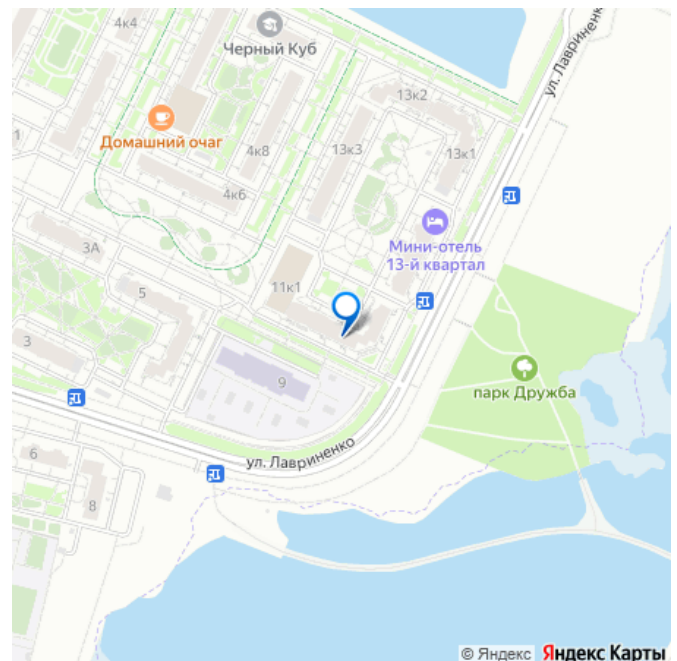 4к4
Черный Куб
ул. Лавриненко
13к2
Домашний очаг
1
4к8
13к3
13к1
4к6
Мини-отель
13-й квартал
3А
11к1
5
3
9
парк Дружба
ул. Лавриненко
6
8
© Яндекс Яндекс Карты